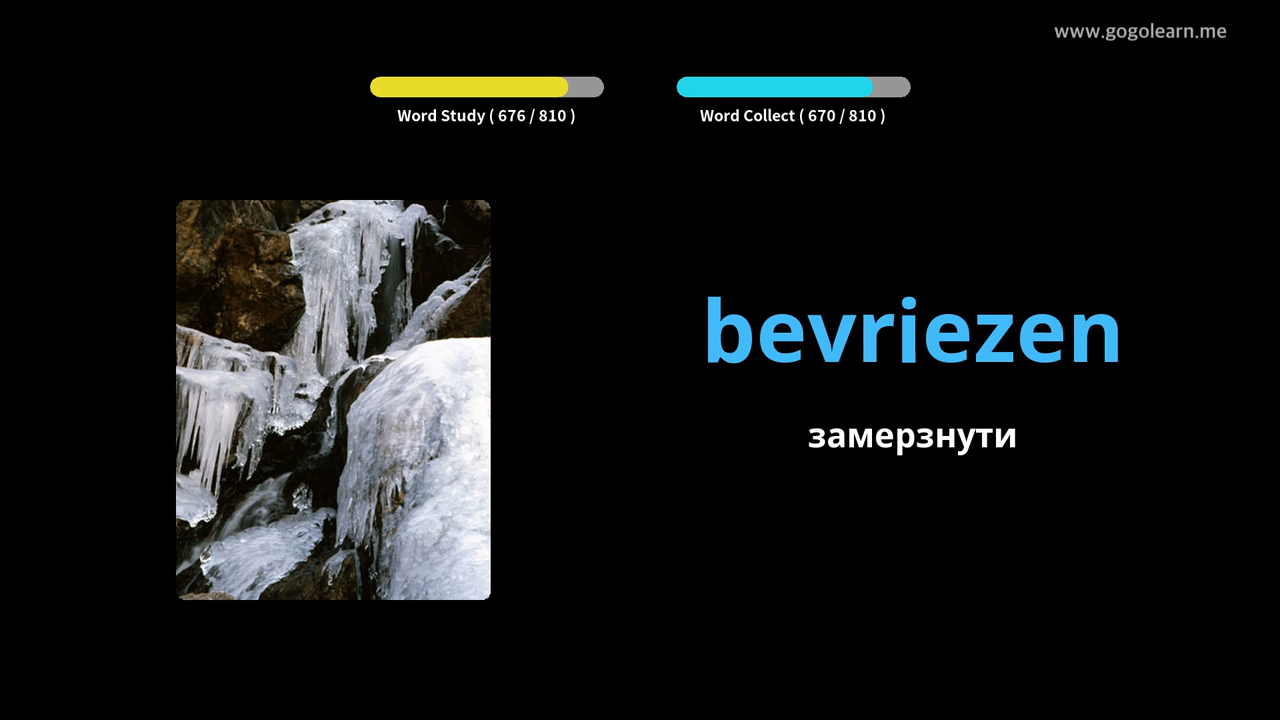 www.gogolearn.me
Word Study ( 676 / 810 )
Word Collect ( 670 / 810 )
bevriezen
замерзнути